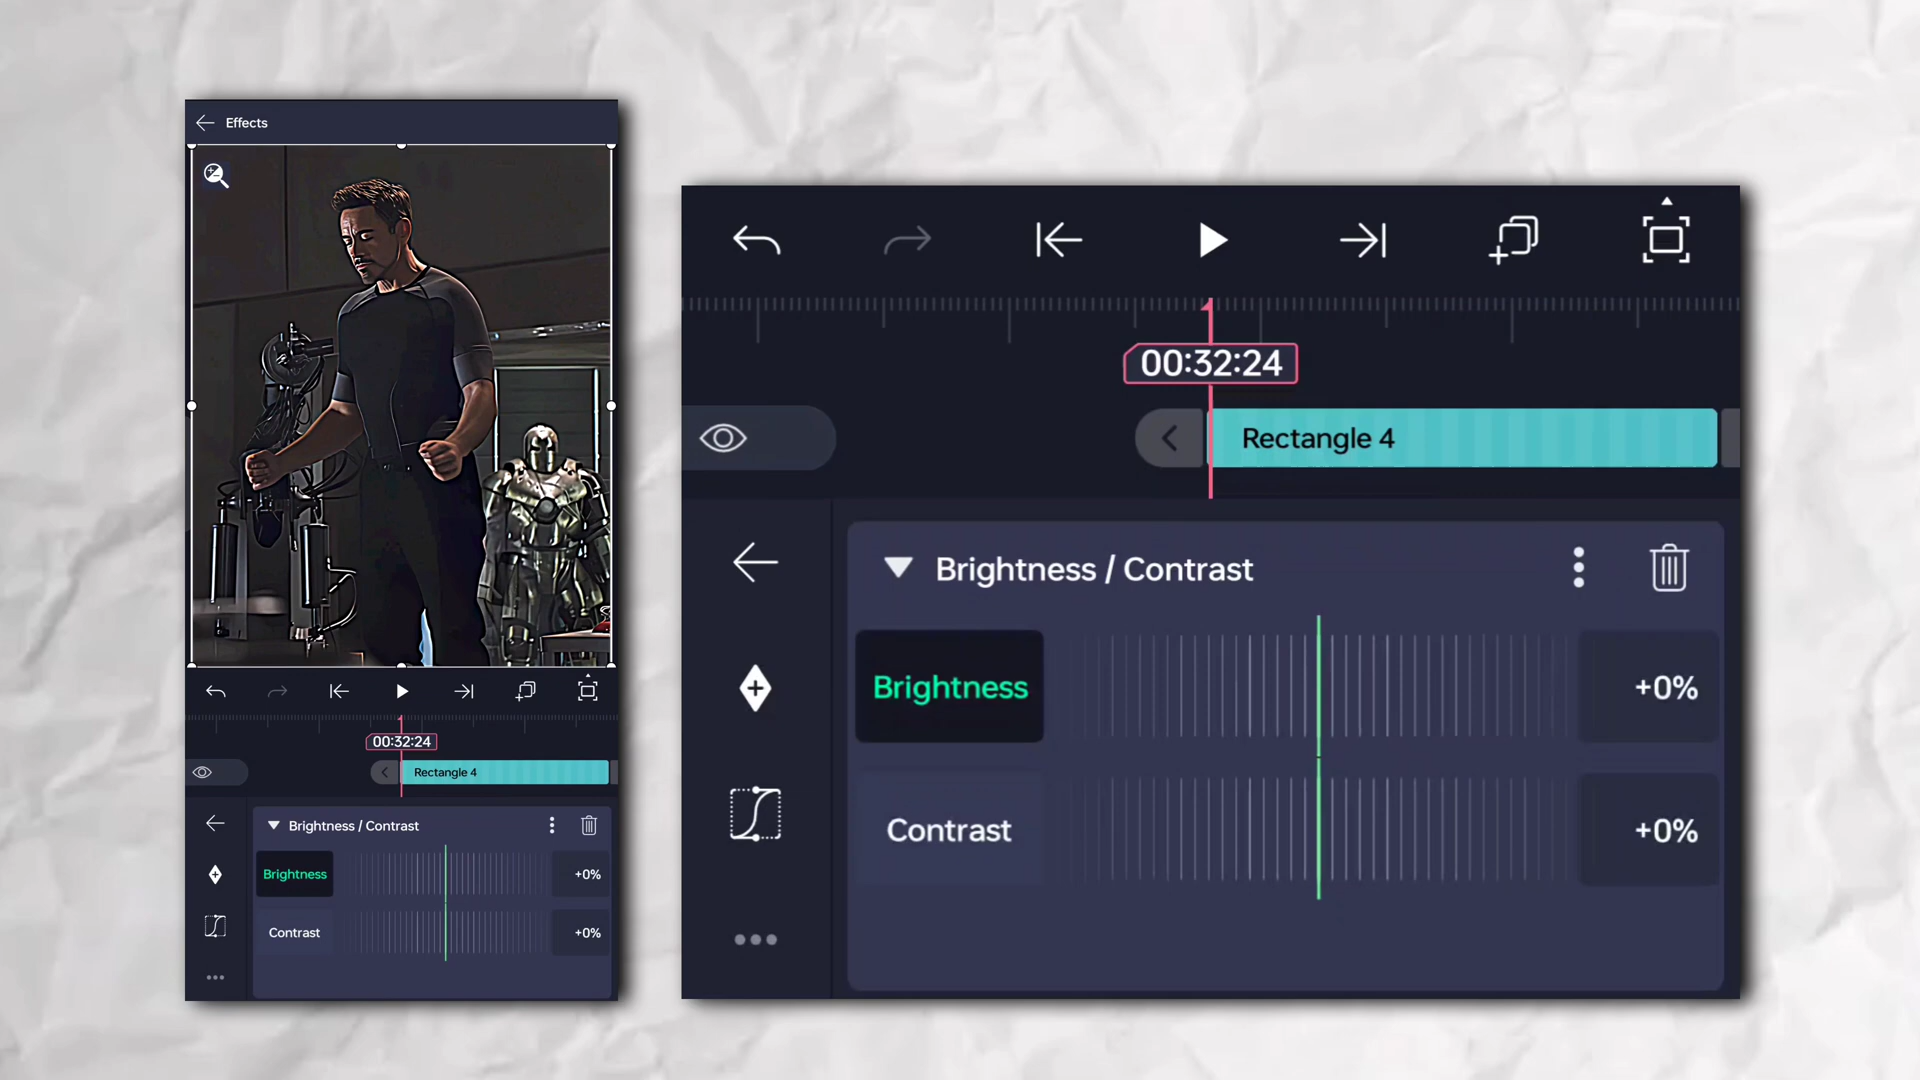 Effects
00:32:24
Rectangle 4
Brightness / Contrast
Brightness
+0%
Contrast
+0%
00:32:24
Rectangle 4
Brightness / Contrast
Brightness
+0%
Contrast
+0%